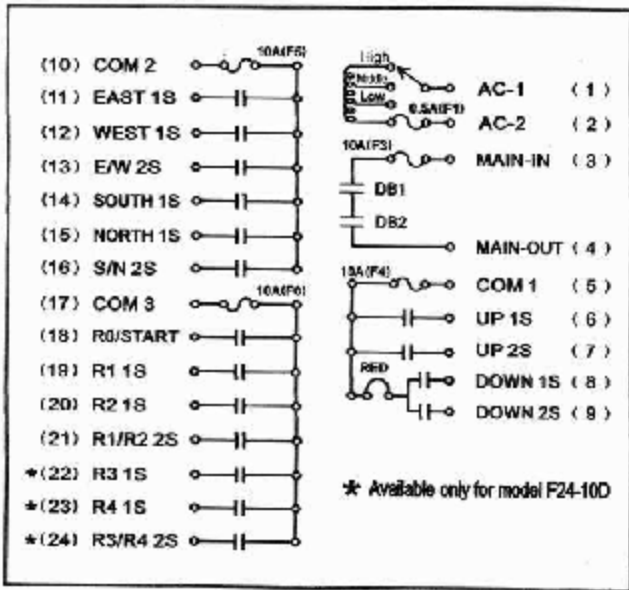 10A(F5)
(10) COM 2
(11) EAST 1S
(12) WEST 1S
(13) E/W 2S
(14) SOUTH 1S
(15) NORTH 1S
(16) S/N 2S
10A(F6)
(17) COM 3
(18) R0/START
(19) R1 1S
(20) R2 1S
(21) R1/R2 2S
*(22) R3 1S
*(23) R4 1S
*(24) R3/R4 2S
High
Low
AC-1 (1)
0.5A(F1)
AC-2 (2)
10A(F3)
MAIN-IN (3)
DB1
DB2
MAIN-OUT (4)
10A(F4)
COM 1 (5)
UP 1S (6)
UP 2S (7)
RED
DOWN 1S (8)
DOWN 2S (9)
* Available only for model F24-10D